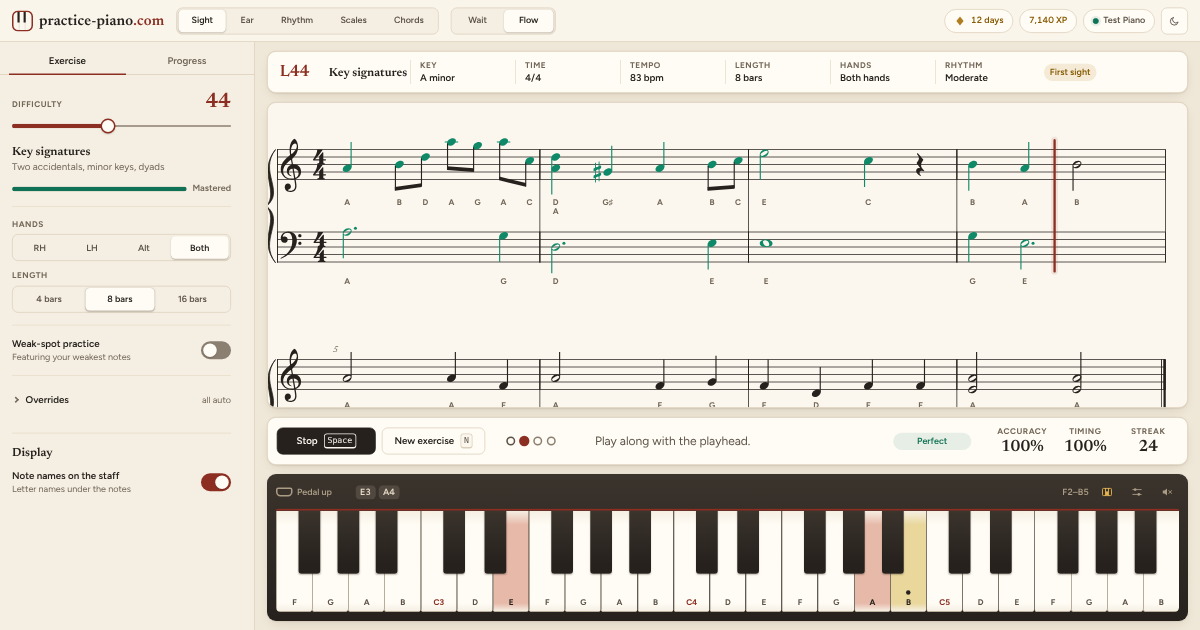 practice-piano.com
Sight Ear Rhythm Scales Chords
Wait Flow
12 days
7,140 XP
Test Piano
Exercise Progress
DIFFICULTY 44
Key signatures
Two accidentals, minor keys, dyads
Mastered
HANDS
RH LH Alt Both
LENGTH
4 bars 8 bars 16 bars
Weak-spot practice
Featuring your weakest notes
Overrides all auto
Display
Note names on the staff
Letter names under the notes
L44 Key signatures
KEY TIME TEMPO LENGTH HANDS RHYTHM
A minor 4/4 83 bpm 8 bars Both hands Moderate
First sight
4 4
A B D A G A C D G♯ A B C E C B A B
A
4 4
A G D E E G E
5
A A F A F G F D F F A A
Stop Space
New exercise N
Play along with the playhead.
Perfect
ACCURACY TIMING STREAK
100% 100% 24
Pedal up E3 A4
F2–B5
F G A B C3 D E F G A B C4 D E F G A B C5 D E F G A B